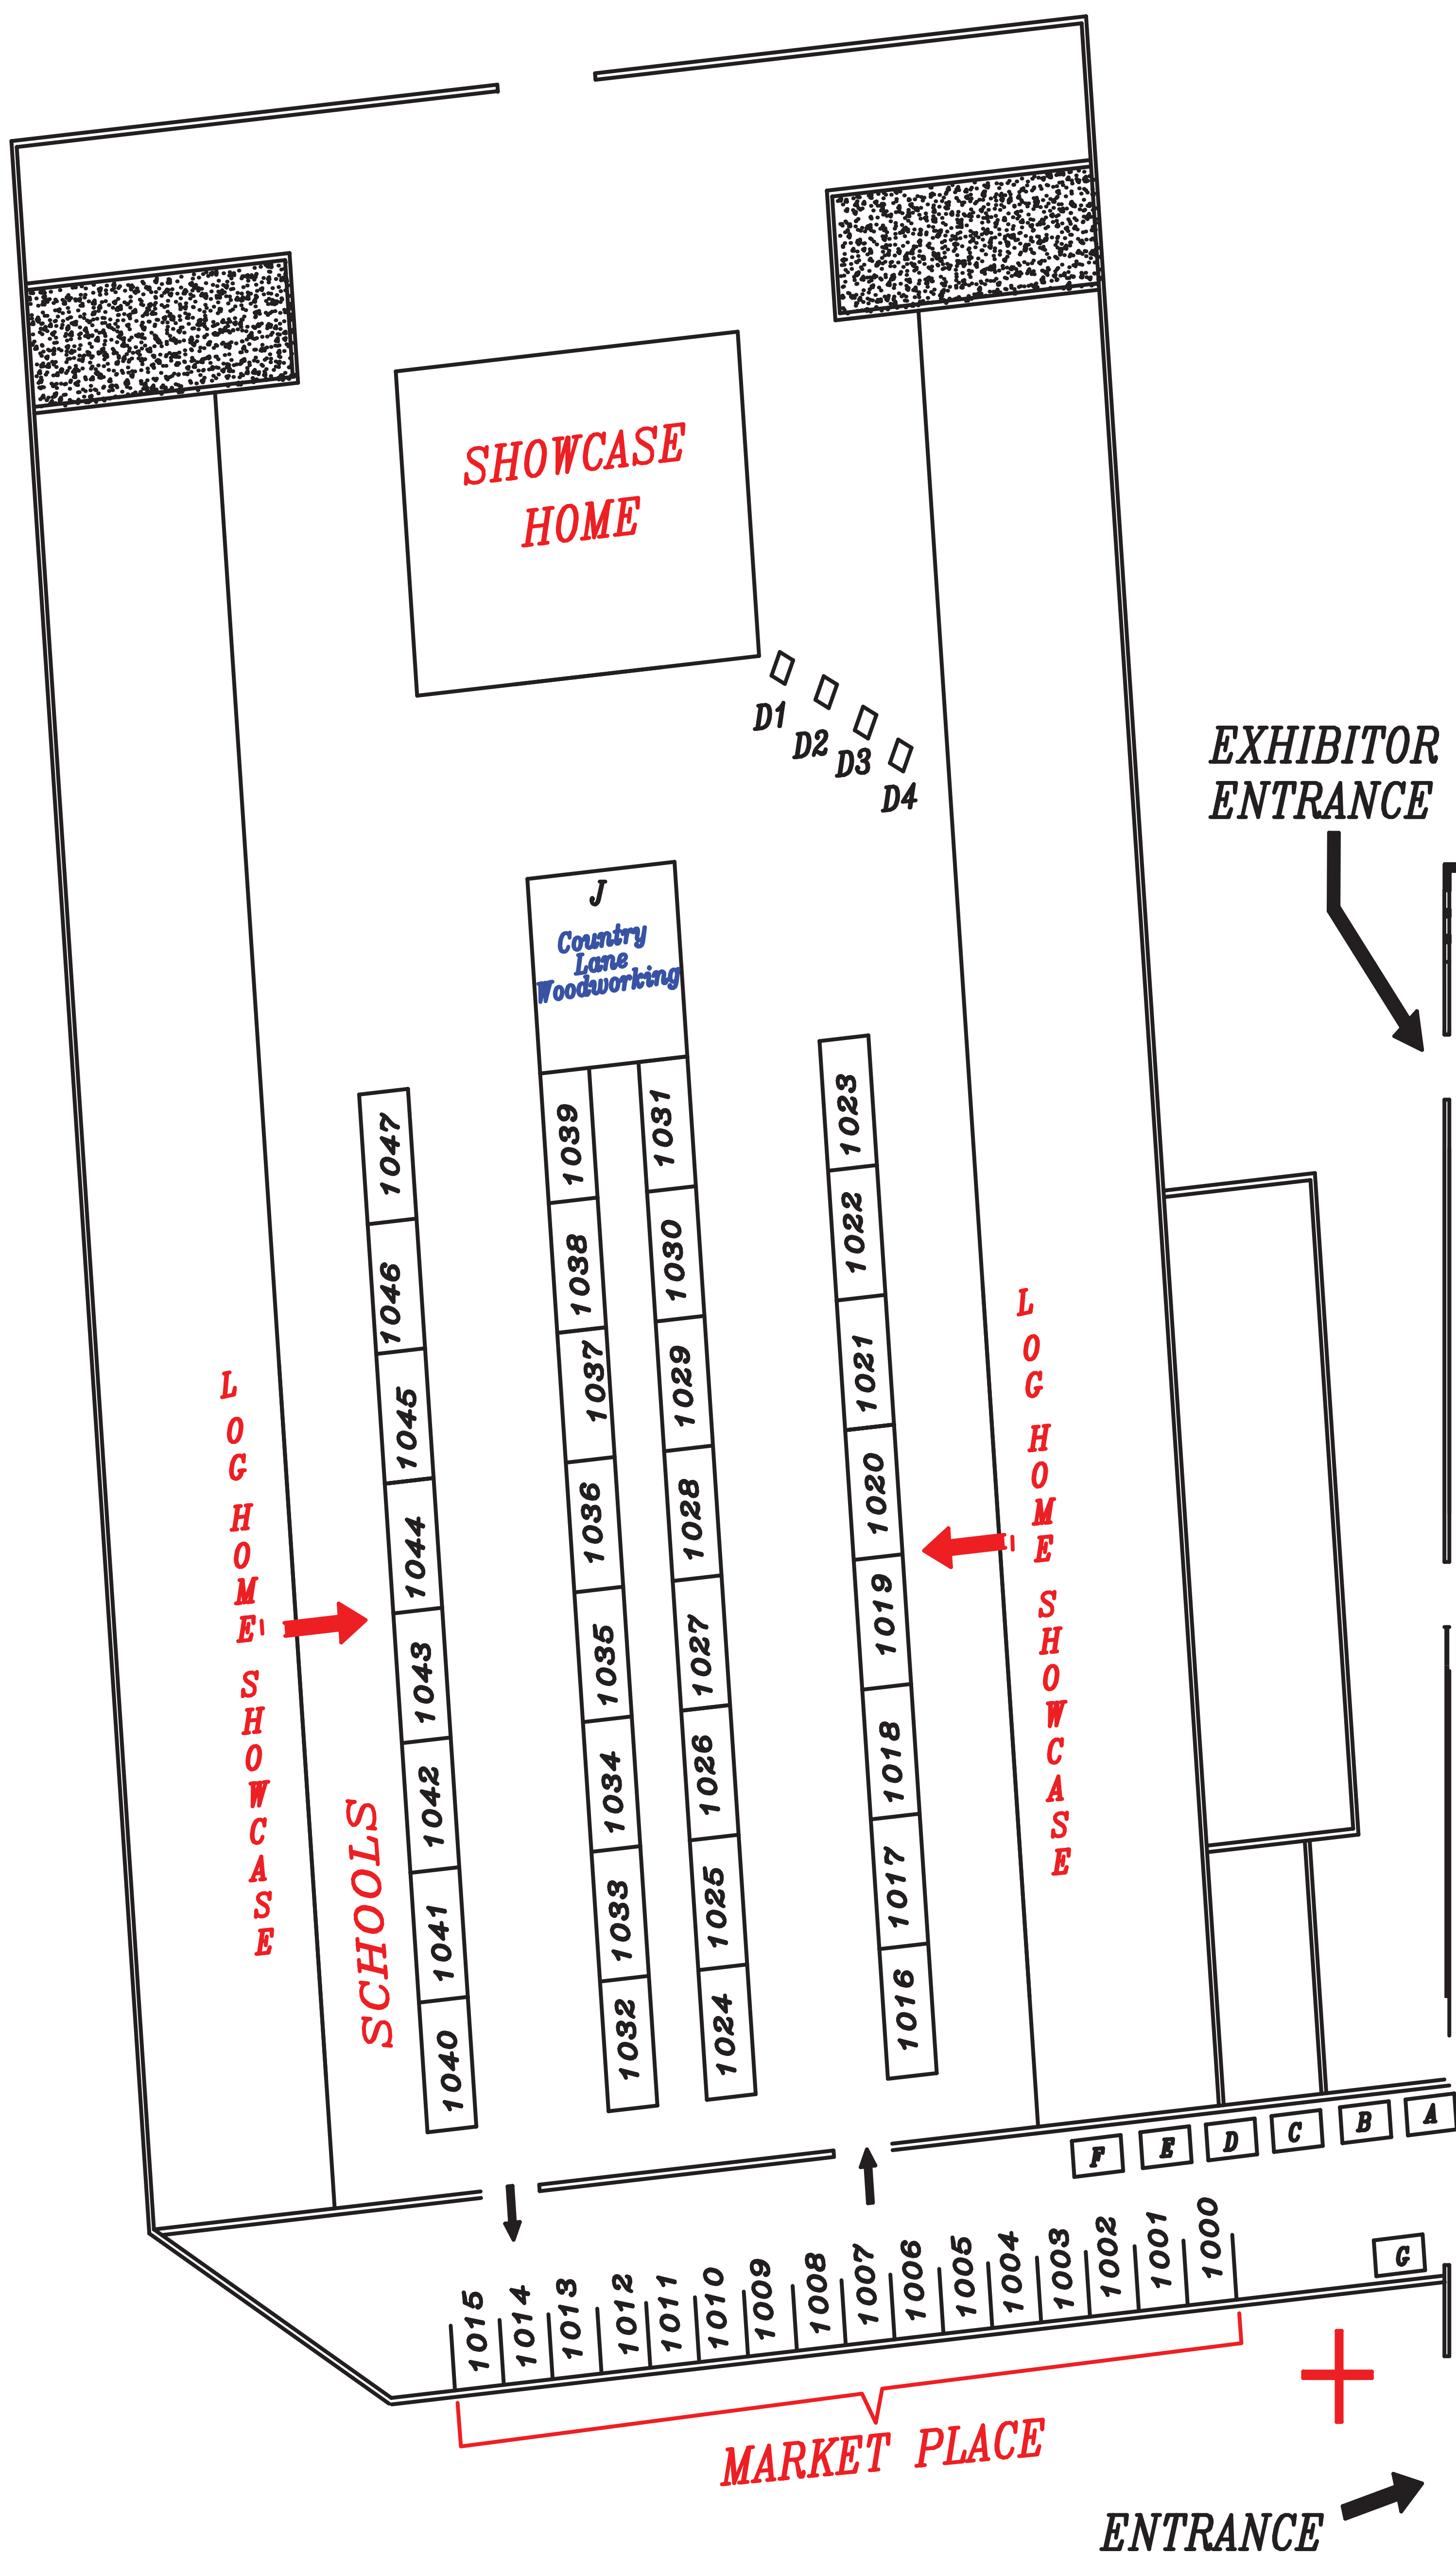 SHOWCASE
HOME
D1
D2
D3
D4
EXHIBITOR
ENTRANCE
J
Country
Lane
Woodworking
1047
1046
1045
1044
1043
1042
1041
1040
1039
1038
1037
1036
1035
1034
1033
1032
1031
1030
1029
1028
1027
1026
1025
1024
1023
1022
1021
1020
1019
1018
1017
1016
LOG HOME SHOWCASE
SCHOOLS
LOG HOME SHOWCASE
F
E
D
C
B
A
G
1015
1014
1013
1012
1011
1010
1009
1008
1007
1006
1005
1004
1003
1002
1001
1000
MARKET PLACE
ENTRANCE